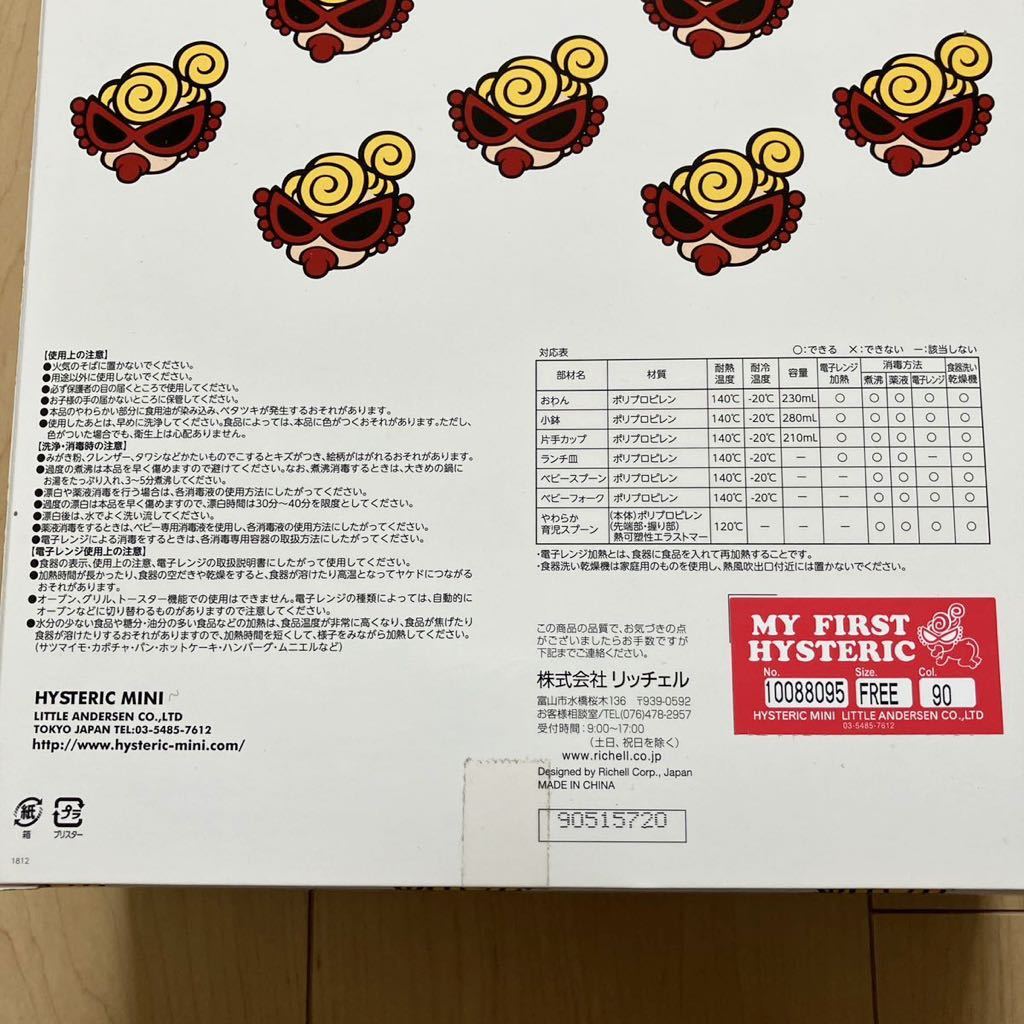 【使用上の注意】
●火気のそばに置かないでください。
●用途以外に使用しないでください。
●必ず保護者の目の届くところで使用してください。
●お子様の手の届かないところに保管してください。
●本品のやわらかい部分に食用油が染み込み、ベタツキが発生するおそれがあります。
●使用したあとは、早めに洗浄してください。食品によっては、本品に色がつくおそれがあります。ただし、
色がついた場合でも、衛生上は心配ありません。
【洗浄・消毒時の注意】
●みがき粉、クレンザー、タワシなどかたいものでこするとキズがつき、絵柄がはがれるおそれがあります。
●過度の煮沸は本品を早く傷めますので避けてください。なお、煮沸消毒するときは、大きめの鍋に
お湯をたっぷり入れ、3~5分煮沸してください。
●漂白や薬液消毒を行う場合は、各消毒液の使用方法にしたがってください。
●過度の漂白は本品を早く傷めますので、漂白時間は30分~40分を限度としてください。
●漂白後は、水でよく洗い流してください。
●薬液消毒をするときは、ベビー専用消毒液を使用し、各消毒液の使用方法にしたがってください。
●電子レンジによる消毒をするときは、各消毒専用容器の取扱方法にしたがってください。
【電子レンジ使用上の注意】
●食器の表示、使用上の注意、電子レンジの取扱説明書にしたがって使用してください。
●加熱時間が長かったり、食器の空だきや乾燥をすると、食器が溶けたり高温となってヤケドにつながる
おそれがあります。
●オーブン、グリル、トースター機能での使用はできません。電子レンジの種類によっては、自動的に
オーブンなどに切り替わるものがありますので注意してください。
●水分の少ない食品や糖分・油分の多い食品などの加熱は、食品温度が非常に高くなり、食品が焦げたり
食器が溶けたりするおそれがありますので、加熱時間を短くして、様子をみながら加熱してください。
(サツマイモ・カボチャ・パン・ホットケーキ・ハンバーグ・ムニエルなど)
HYSTERIC MINI
LITTLE ANDERSEN CO.,LTD
TOKYO JAPAN TEL:03-5485-7612
http://www.hysteric-mini.com/
紙
箱
プラ
ブリスター
1812
対応表 ○:できる ×:できない ー:該当しない
部材名 材質 耐熱温度 耐冷温度 容量 電子レンジ加熱 消毒方法 煮沸 薬液 電子レンジ 食器洗い乾燥機
おわん ポリプロピレン 140℃ -20℃ 230mL ○ ○ ○ ○ ○
小鉢 ポリプロピレン 140℃ -20℃ 280mL ○ ○ ○ ○ ○
片手カップ ポリプロピレン 140℃ -20℃ 210mL ○ ○ ○ ○ ○
ランチ皿 ポリプロピレン 140℃ -20℃ ー ○ ○ ○ ー ○
ベビースプーン ポリプロピレン 140℃ -20℃ ー ー ○ ○ ○ ○
ベビーフォーク ポリプロピレン 140℃ -20℃ ー ー ○ ○ ○ ○
やわらか育児スプーン (本体)ポリプロピレン (先端部・握り部)熱可塑性エラストマー 120℃ ー ー ー ○ ○ ○ ○
・電子レンジ加熱とは、食器に食品を入れて再加熱することです。
・食器洗い乾燥機は家庭用のものを使用し、熱風吹出口付近には置かないでください。
この商品の品質で、お気づきの点
がございましたらお手数ですが
下記までご連絡ください。
株式会社 リッチェル
富山市水橋桜木136 〒939-0592
お客様相談室/TEL(076)478-2957
受付時間:9:00~17:00
(土日、祝日を除く)
www.richell.co.jp
Designed by Richell Corp., Japan
MADE IN CHINA
90515720
MY FIRST
HYSTERIC
No. Size. Col.
10088095 FREE 90
HYSTERIC MINI LITTLE ANDERSEN CO.,LTD
03-5485-7612